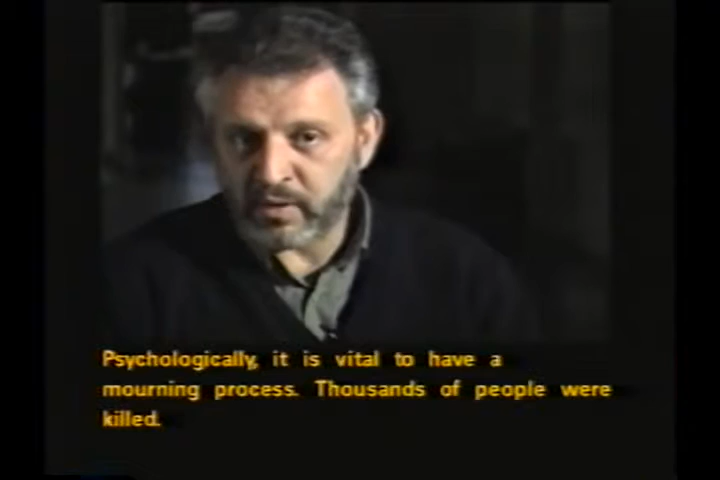 Psychologically, it is vital to have a
mourning process. Thousands of people were
killed.